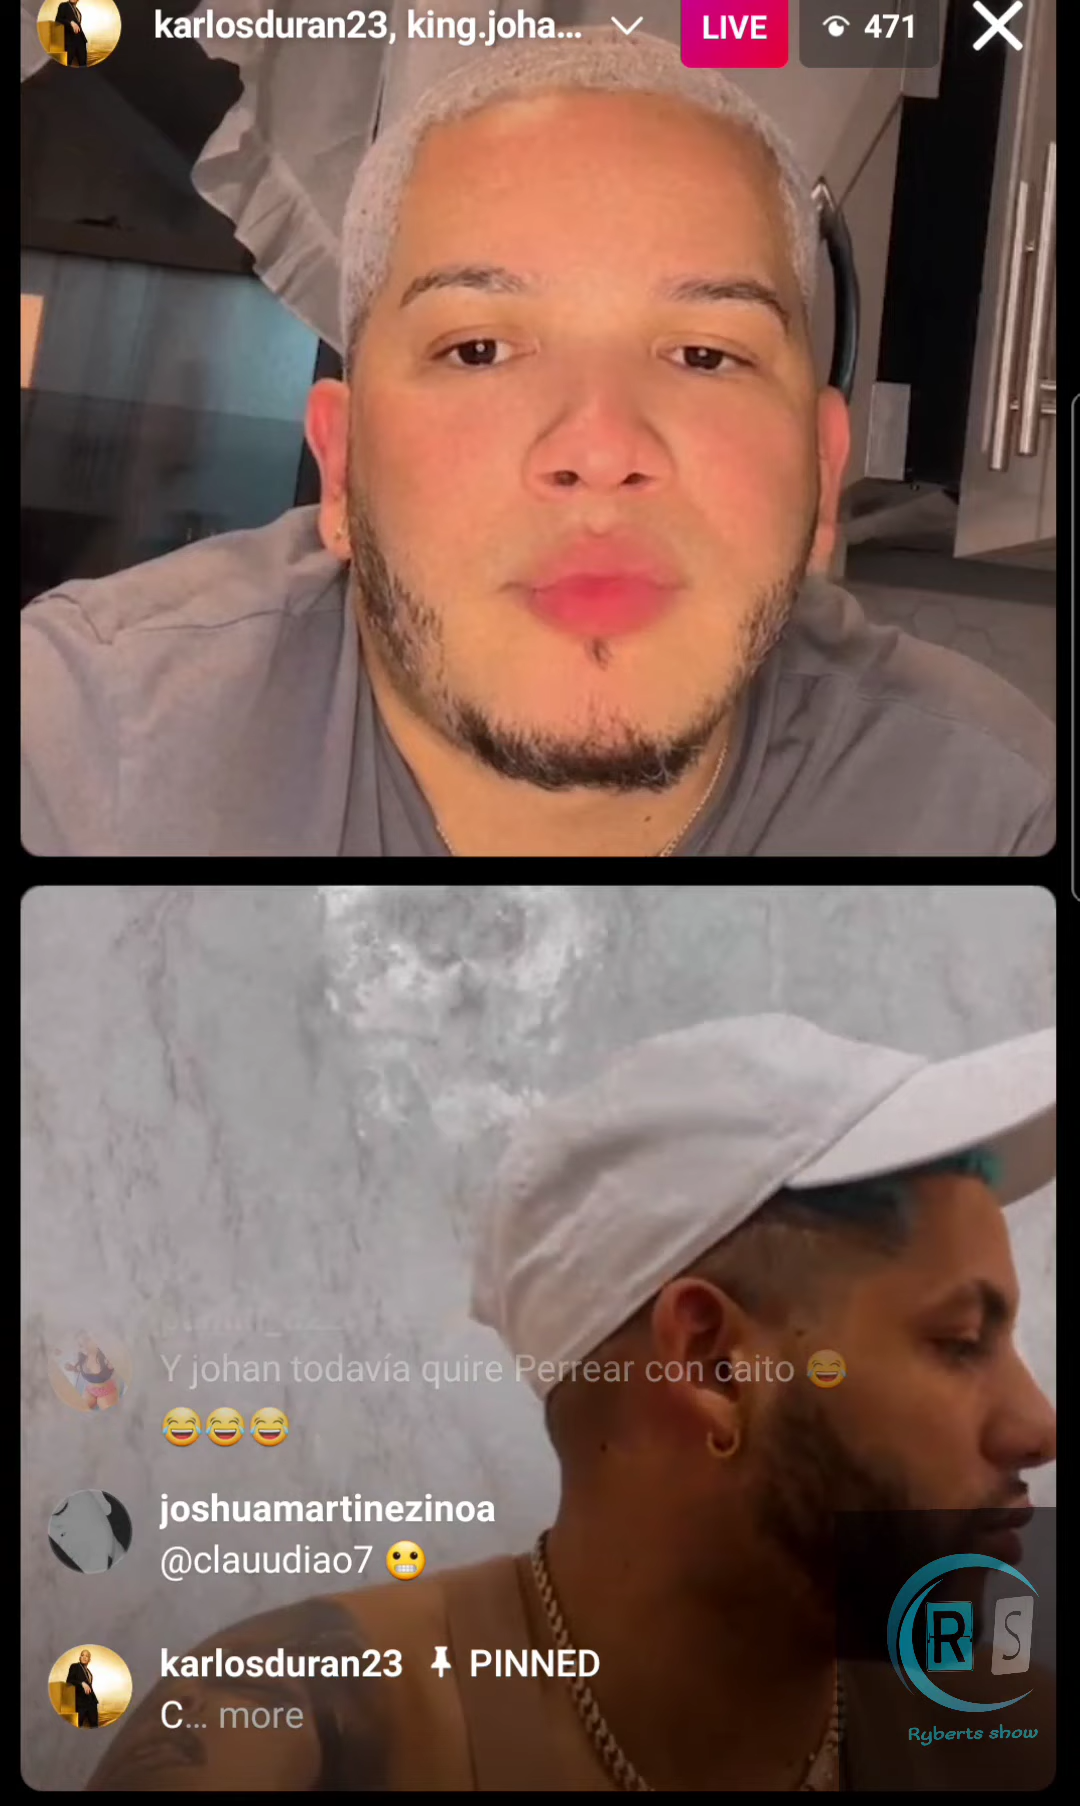 karlosduran23, king.joha...
LIVE
471
Y johan todavía quire Perrear con caito 😂
😂😂😂
joshuamartinezinoa
@clauudiao7 😬
karlosduran23 PINNED
C... more
R S
Ryberts show